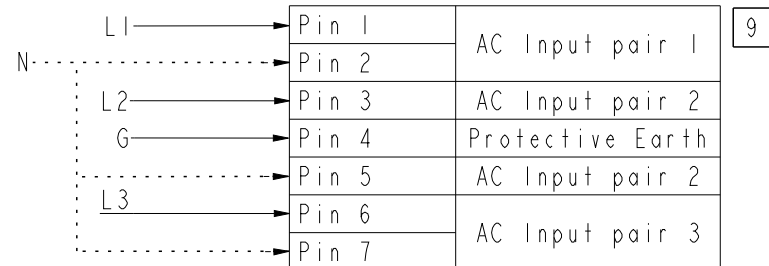 L1 Pin 1 AC Input pair 1 9
N Pin 2
L2 Pin 3 AC Input pair 2
G Pin 4 Protective Earth
Pin 5 AC Input pair 2
L3 Pin 6 AC Input pair 3
Pin 7